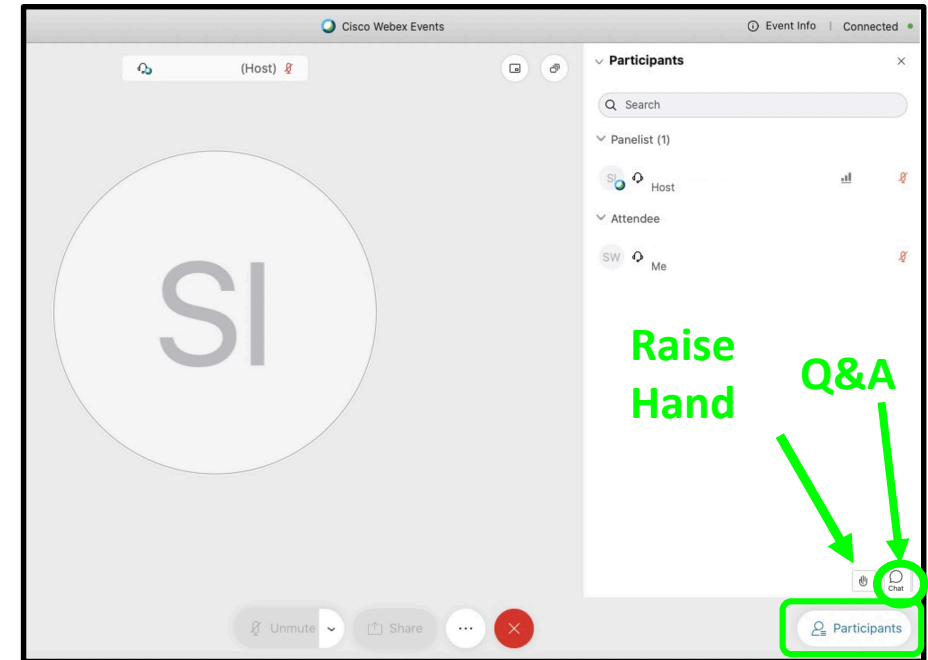 Cisco Webex Events
Event Info | Connected
(Host)
Participants
Search
Panelist (1)
SI
Host
Attendee
SW
Me
SI
Raise
Hand
Q&A
Chat
Unmute
Share
Participants